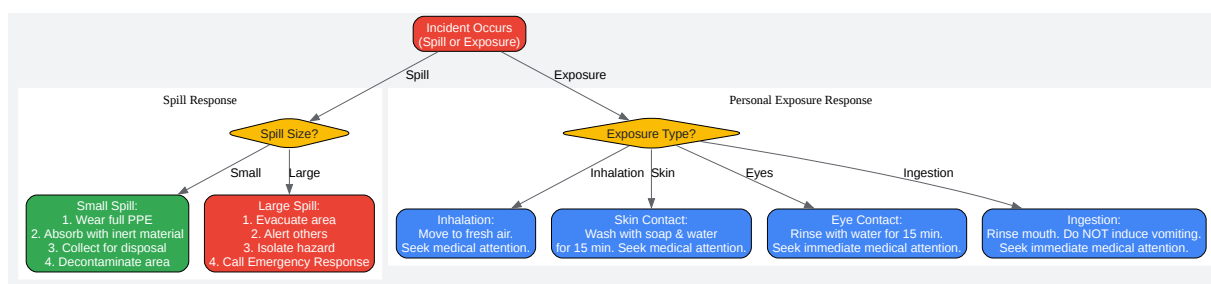 Incident Occurs
(Spill or Exposure)
Spill
Exposure
Spill Response
Personal Exposure Response
Spill Size?
Exposure Type?
Small
Large
Inhalation
Skin
Eyes
Ingestion
Small Spill:
1. Wear full PPE
2. Absorb with inert material
3. Collect for disposal
4. Decontaminate area
Large Spill:
1. Evacuate area
2. Alert others
3. Isolate hazard
4. Call Emergency Response
Inhalation:
Move to fresh air.
Seek medical attention.
Skin Contact:
Wash with soap & water
for 15 min. Seek medical attention.
Eye Contact:
Rinse with water for 15 min.
Seek immediate medical attention.
Ingestion:
Rinse mouth. Do NOT induce vomiting.
Seek immediate medical attention.